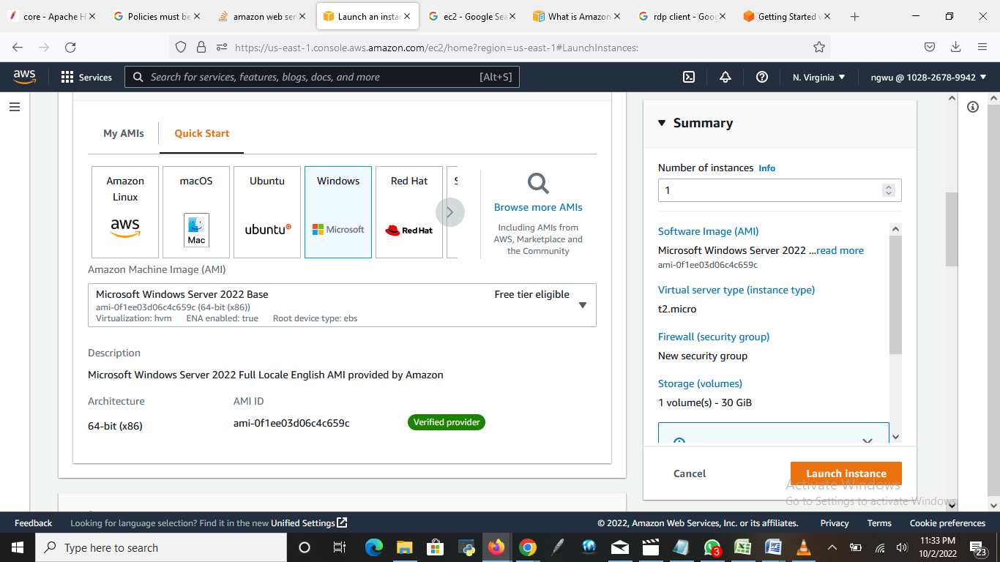 core - Apache H
Policies must be
amazon web ser
Launch an instan
ec2 - Google Sea
What is Amazon
rdp client - Goog
Getting Started w
https://us-east-1.console.aws.amazon.com/ec2/home?region=us-east-1#LaunchInstances:
aws
Services
Search for services, features, blogs, docs, and more
[Alt+S]
N. Virginia
ngwu @ 1028-2678-9942
My AMIs
Quick Start
Amazon
Linux
aws
macOS
Mac
Ubuntu
ubuntu
Windows
Microsoft
Red Hat
Red Hat
S
Browse more AMIs
Including AMIs from
AWS, Marketplace and
the Community
Amazon Machine Image (AMI)
Microsoft Windows Server 2022 Base
Free tier eligible
ami-0f1ee03d06c4c659c (64-bit (x86))
Virtualization: hvm ENA enabled: true Root device type: ebs
Description
Microsoft Windows Server 2022 Full Locale English AMI provided by Amazon
Architecture
AMI ID
64-bit (x86)
ami-0f1ee03d06c4c659c
Verified provider
Summary
Number of instances Info
1
Software Image (AMI)
Microsoft Windows Server 2022 ...read more
ami-0f1ee03d06c4c659c
Virtual server type (instance type)
t2.micro
Firewall (security group)
New security group
Storage (volumes)
1 volume(s) - 30 GiB
Cancel
Launch instance
Activate Windows
Go to Settings to activate Windows
Feedback
Looking for language selection? Find it in the new Unified Settings
© 2022, Amazon Web Services, Inc. or its affiliates.
Privacy
Terms
Cookie preferences
Type here to search
3
11:33 PM
10/2/2022
23